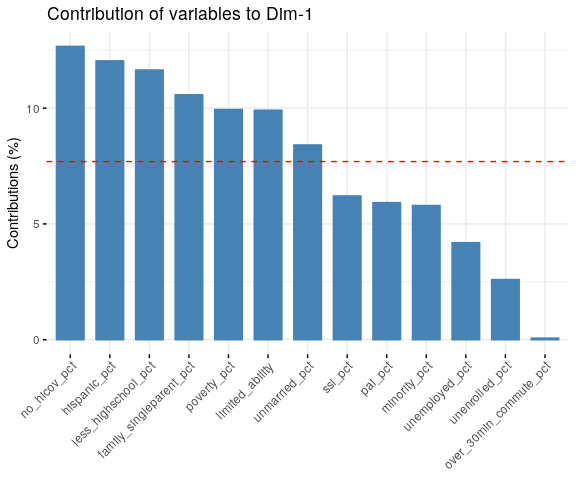 Contribution of variables to Dim-1
Contributions (%)
10
5
0
no_hicov_pct
hispanic_pct
less_highschool_pct
family_singleparent_pct
poverty_pct
limited_ability
unmarried_pct
ssi_pct
pai_pct
minority_pct
unemployed_pct
unenrolled_pct
over_30min_commute_pct